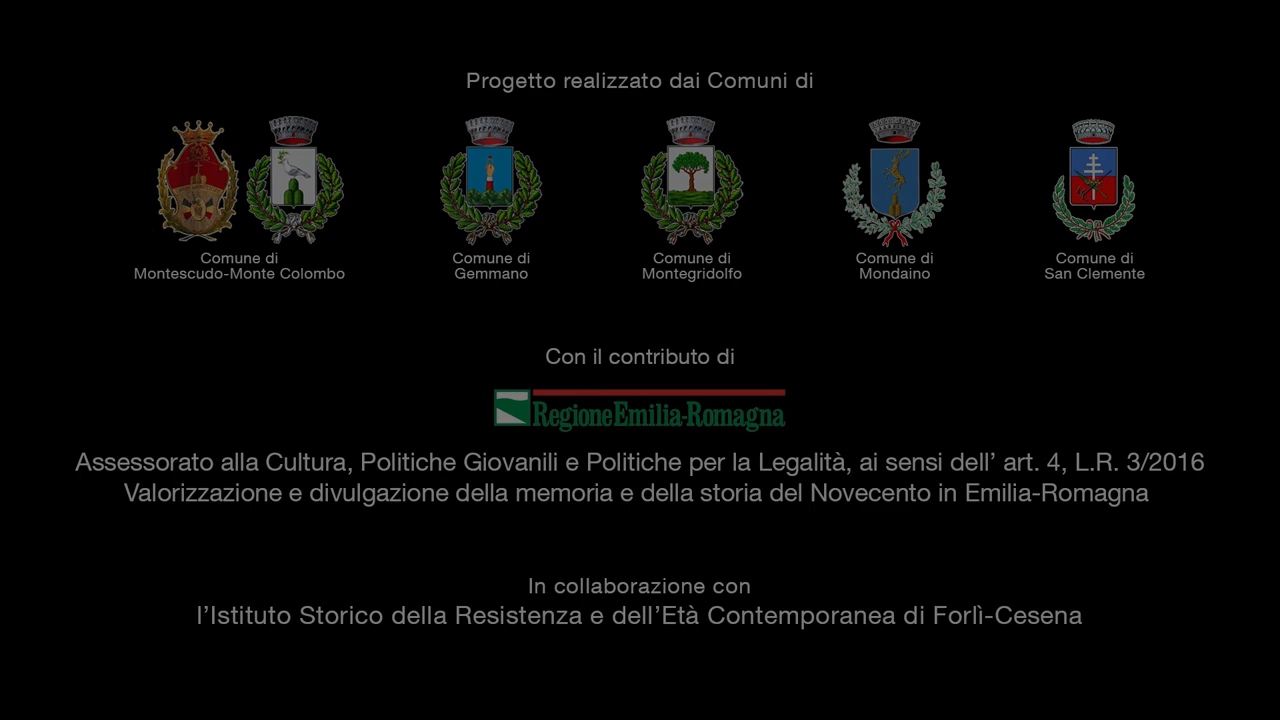 Progetto realizzato dai Comuni di
Comune di
Montescudo-Monte Colombo
Comune di
Gemmano
Comune di
Montegridolfo
Comune di
Mondaino
Comune di
San Clemente
Con il contributo di
RegioneEmilia-Romagna
Assessorato alla Cultura, Politiche Giovanili e Politiche per la Legalità, ai sensi dell’ art. 4, L.R. 3/2016
Valorizzazione e divulgazione della memoria e della storia del Novecento in Emilia-Romagna
In collaborazione con
l’Istituto Storico della Resistenza e dell’Età Contemporanea di Forlì-Cesena